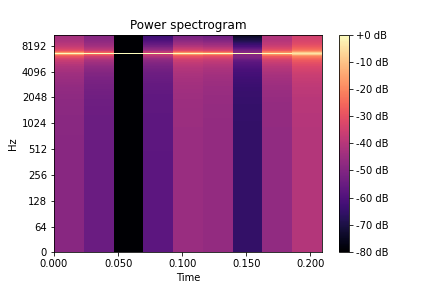 Power spectrogram
Hz
8192
4096
2048
1024
512
256
128
64
0
0.000 0.050 0.100 0.150 0.200
Time
+0 dB
-10 dB
-20 dB
-30 dB
-40 dB
-50 dB
-60 dB
-70 dB
-80 dB